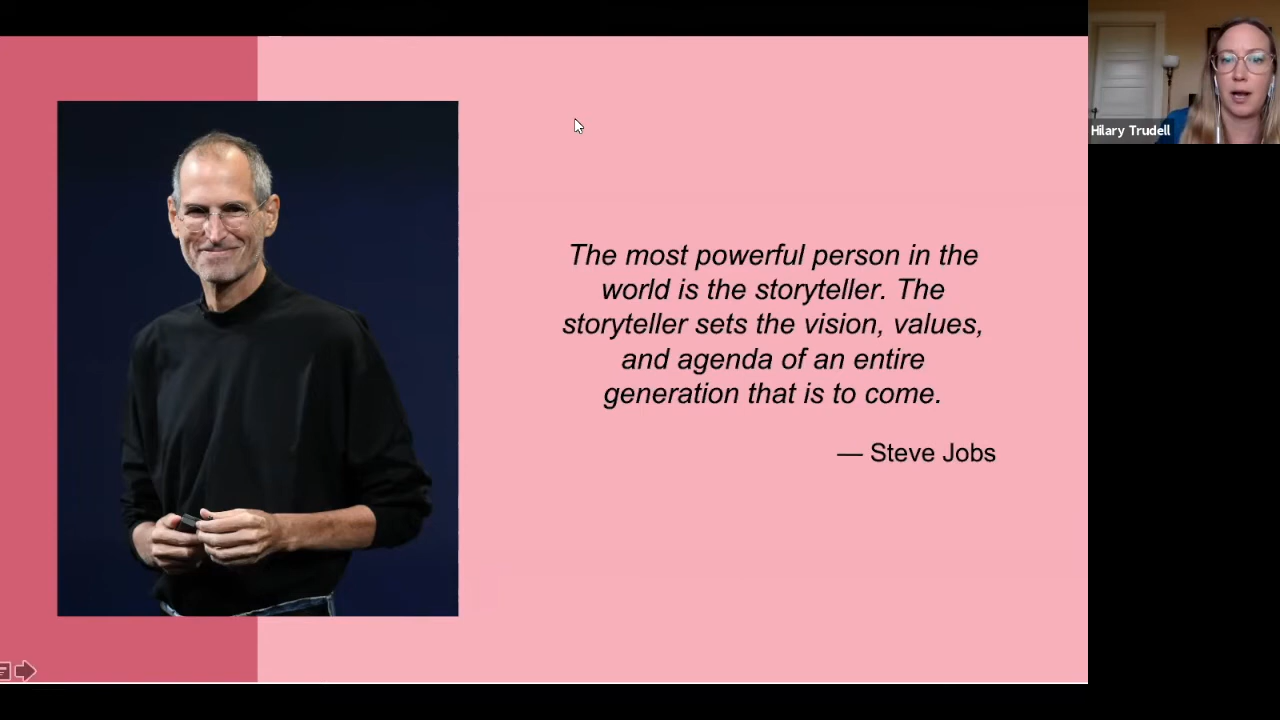 The most powerful person in the
world is the storyteller. The
storyteller sets the vision, values,
and agenda of an entire
generation that is to come.
— Steve Jobs
Hilary Trudell